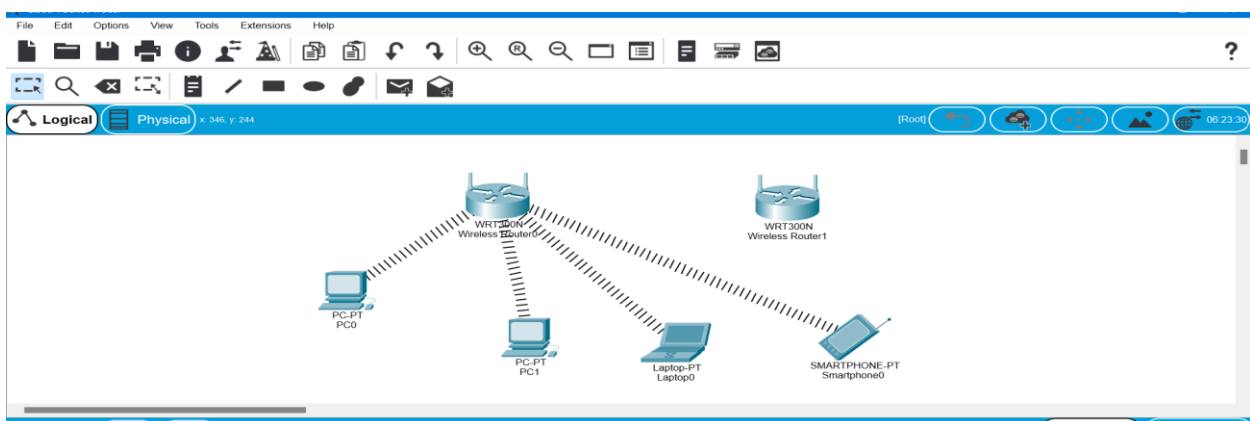 File Edit Options View Tools Extensions Help
?
Logical Physical x: 346, y: 244 [Root] 06:23:30
WRT300N
Wireless Router0
WRT300N
Wireless Router1
PC-PT
PC0
PC-PT
PC1
Laptop-PT
Laptop0
SMARTPHONE-PT
Smartphone0